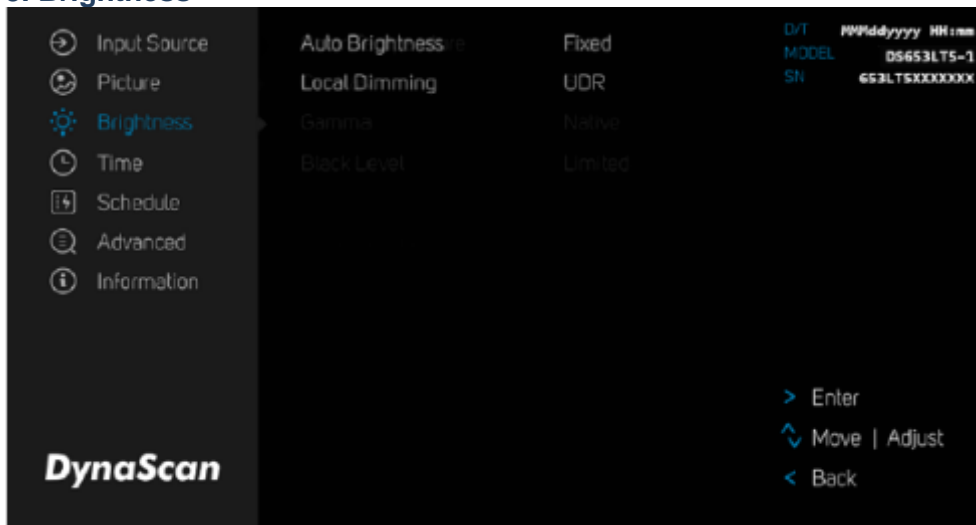 Input Source
Picture
Brightness
Time
Schedule
Advanced
Information
DynaScan
Auto Brightness Fixed
Local Dimming UDR
Gamma Native
Black Level Limited
D/T MMMddyyyy HH:mm
MODEL DS653LT5-1
SN 653LT5XXXXXXX
> Enter
Move | Adjust
< Back